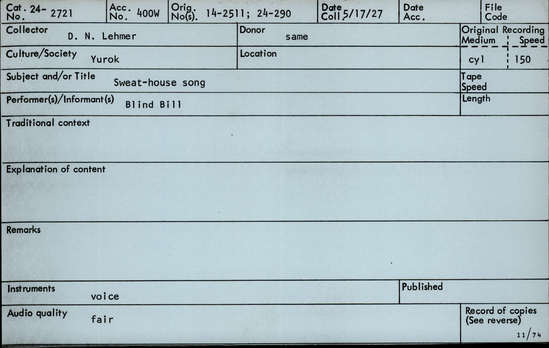 Cat. 24- Acc. Orig. Date Date File
No. 2721 No. 400W No(s). 14-2511; 24-290 Coll. 5/17/27 Acc. Code
Collector D. N. Lehmer Donor same Original Recording
Medium Speed
Culture/Society Yurok Location cyl 150
Subject and/or Title Sweat-house song Tape
Speed
Performer(s)/Informant(s) Blind Bill Length
Traditional context
Explanation of content
Remarks
Instruments voice Published
Audio quality fair Record of copies
(See reverse)
11/74